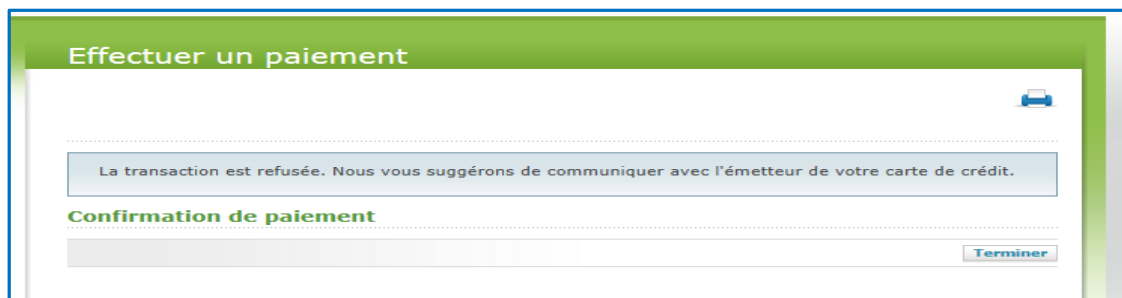 Effectuer un paiement
La transaction est refusée. Nous vous suggérons de communiquer avec l'émetteur de votre carte de crédit.
Confirmation de paiement
Terminer